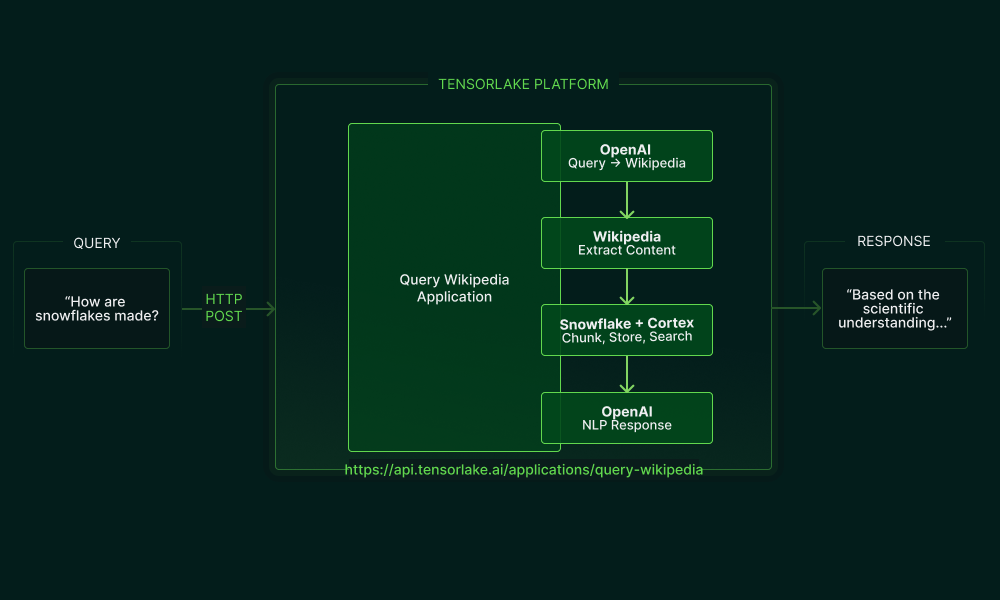 TENSORLAKE PLATFORM
QUERY
“How are
snowflakes made?
HTTP
POST
Query Wikipedia
Application
OpenAI
Query → Wikipedia
Wikipedia
Extract Content
Snowflake + Cortex
Chunk, Store, Search
OpenAI
NLP Response
https://api.tensorlake.ai/applications/query-wikipedia
RESPONSE
“Based on the
scientific
understanding...”